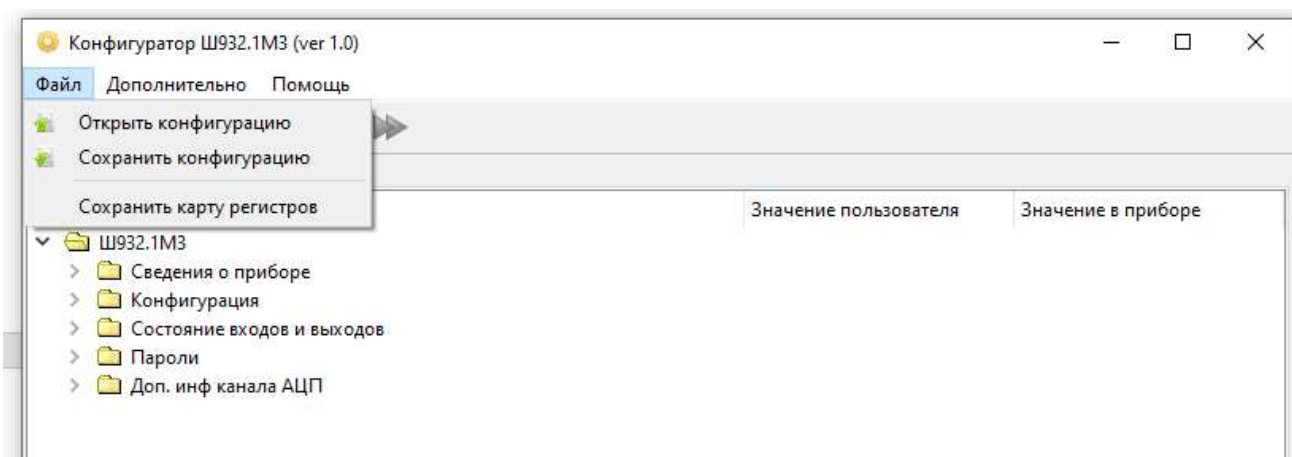 Конфигуратор Ш932.1М3 (ver 1.0)
Файл Дополнительно Помощь
Открыть конфигурацию
Сохранить конфигурацию
Сохранить карту регистров
Значение пользователя Значение в приборе
Ш932.1М3
Сведения о приборе
Конфигурация
Состояние входов и выходов
Пароли
Доп. инф канала АЦП